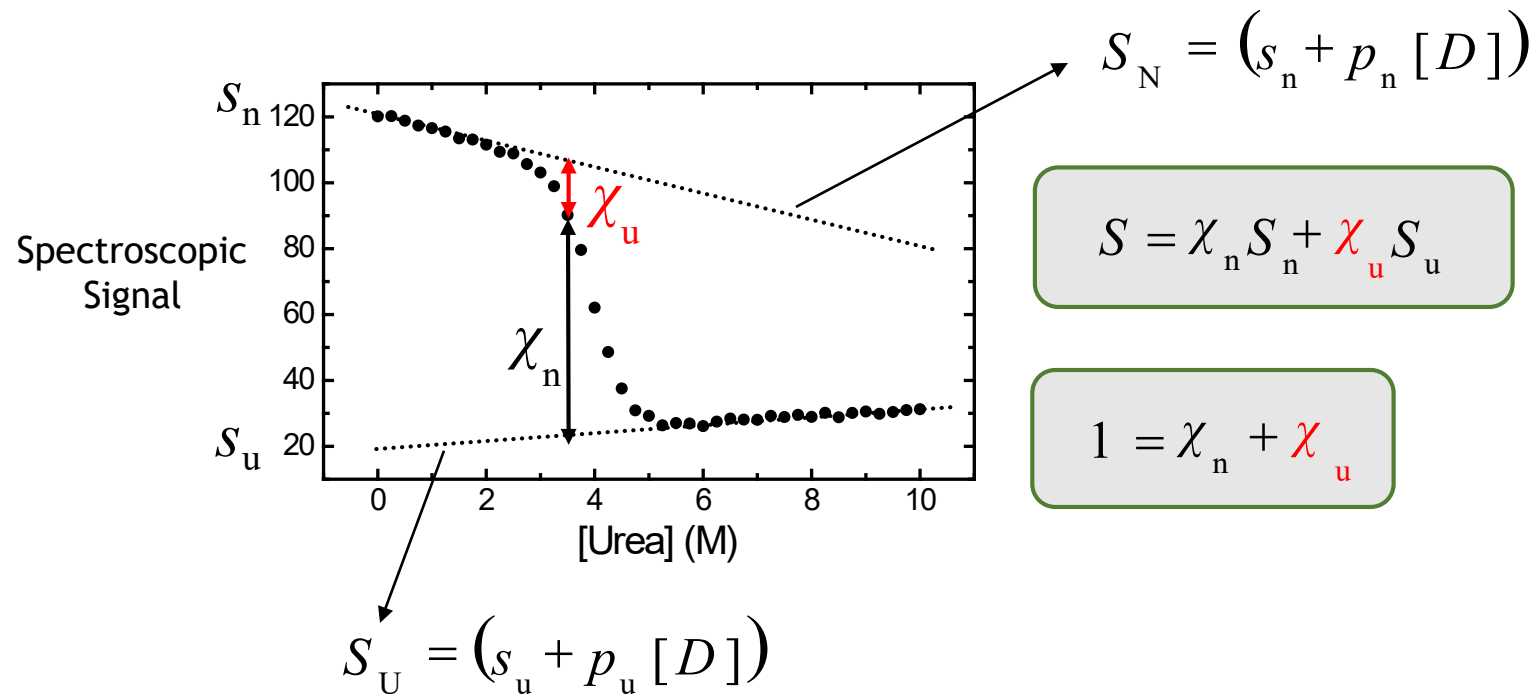 S_N = (s_n + p_n [D])
s_n
120
100
80
60
40
20
s_u
Spectroscopic
Signal
χ_u
χ_n
0 2 4 6 8 10
[Urea] (M)
S = χ_n S_n + χ_u S_u
1 = χ_n + χ_u
S_U = (s_u + p_u [D])